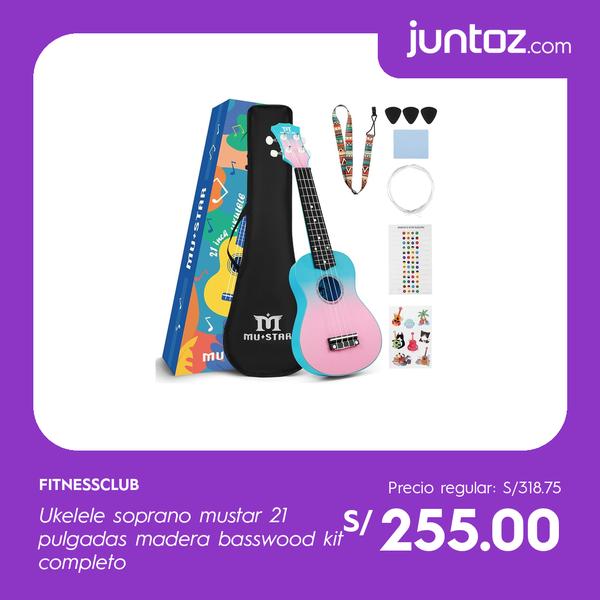 juntoz.com
MU★STAR
21 inch ukulele
MU
MU★STAR
FITNESSCLUB
Ukelele soprano mustar 21
pulgadas madera basswood kit
completo
Precio regular: S/318.75
S/ 255.00